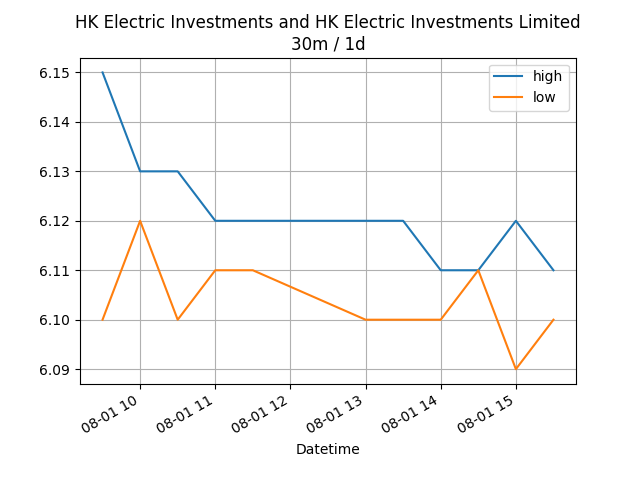 HK Electric Investments and HK Electric Investments Limited
30m / 1d
high
low
6.15
6.14
6.13
6.12
6.11
6.10
6.09
08-01 10
08-01 11
08-01 12
08-01 13
08-01 14
08-01 15
Datetime